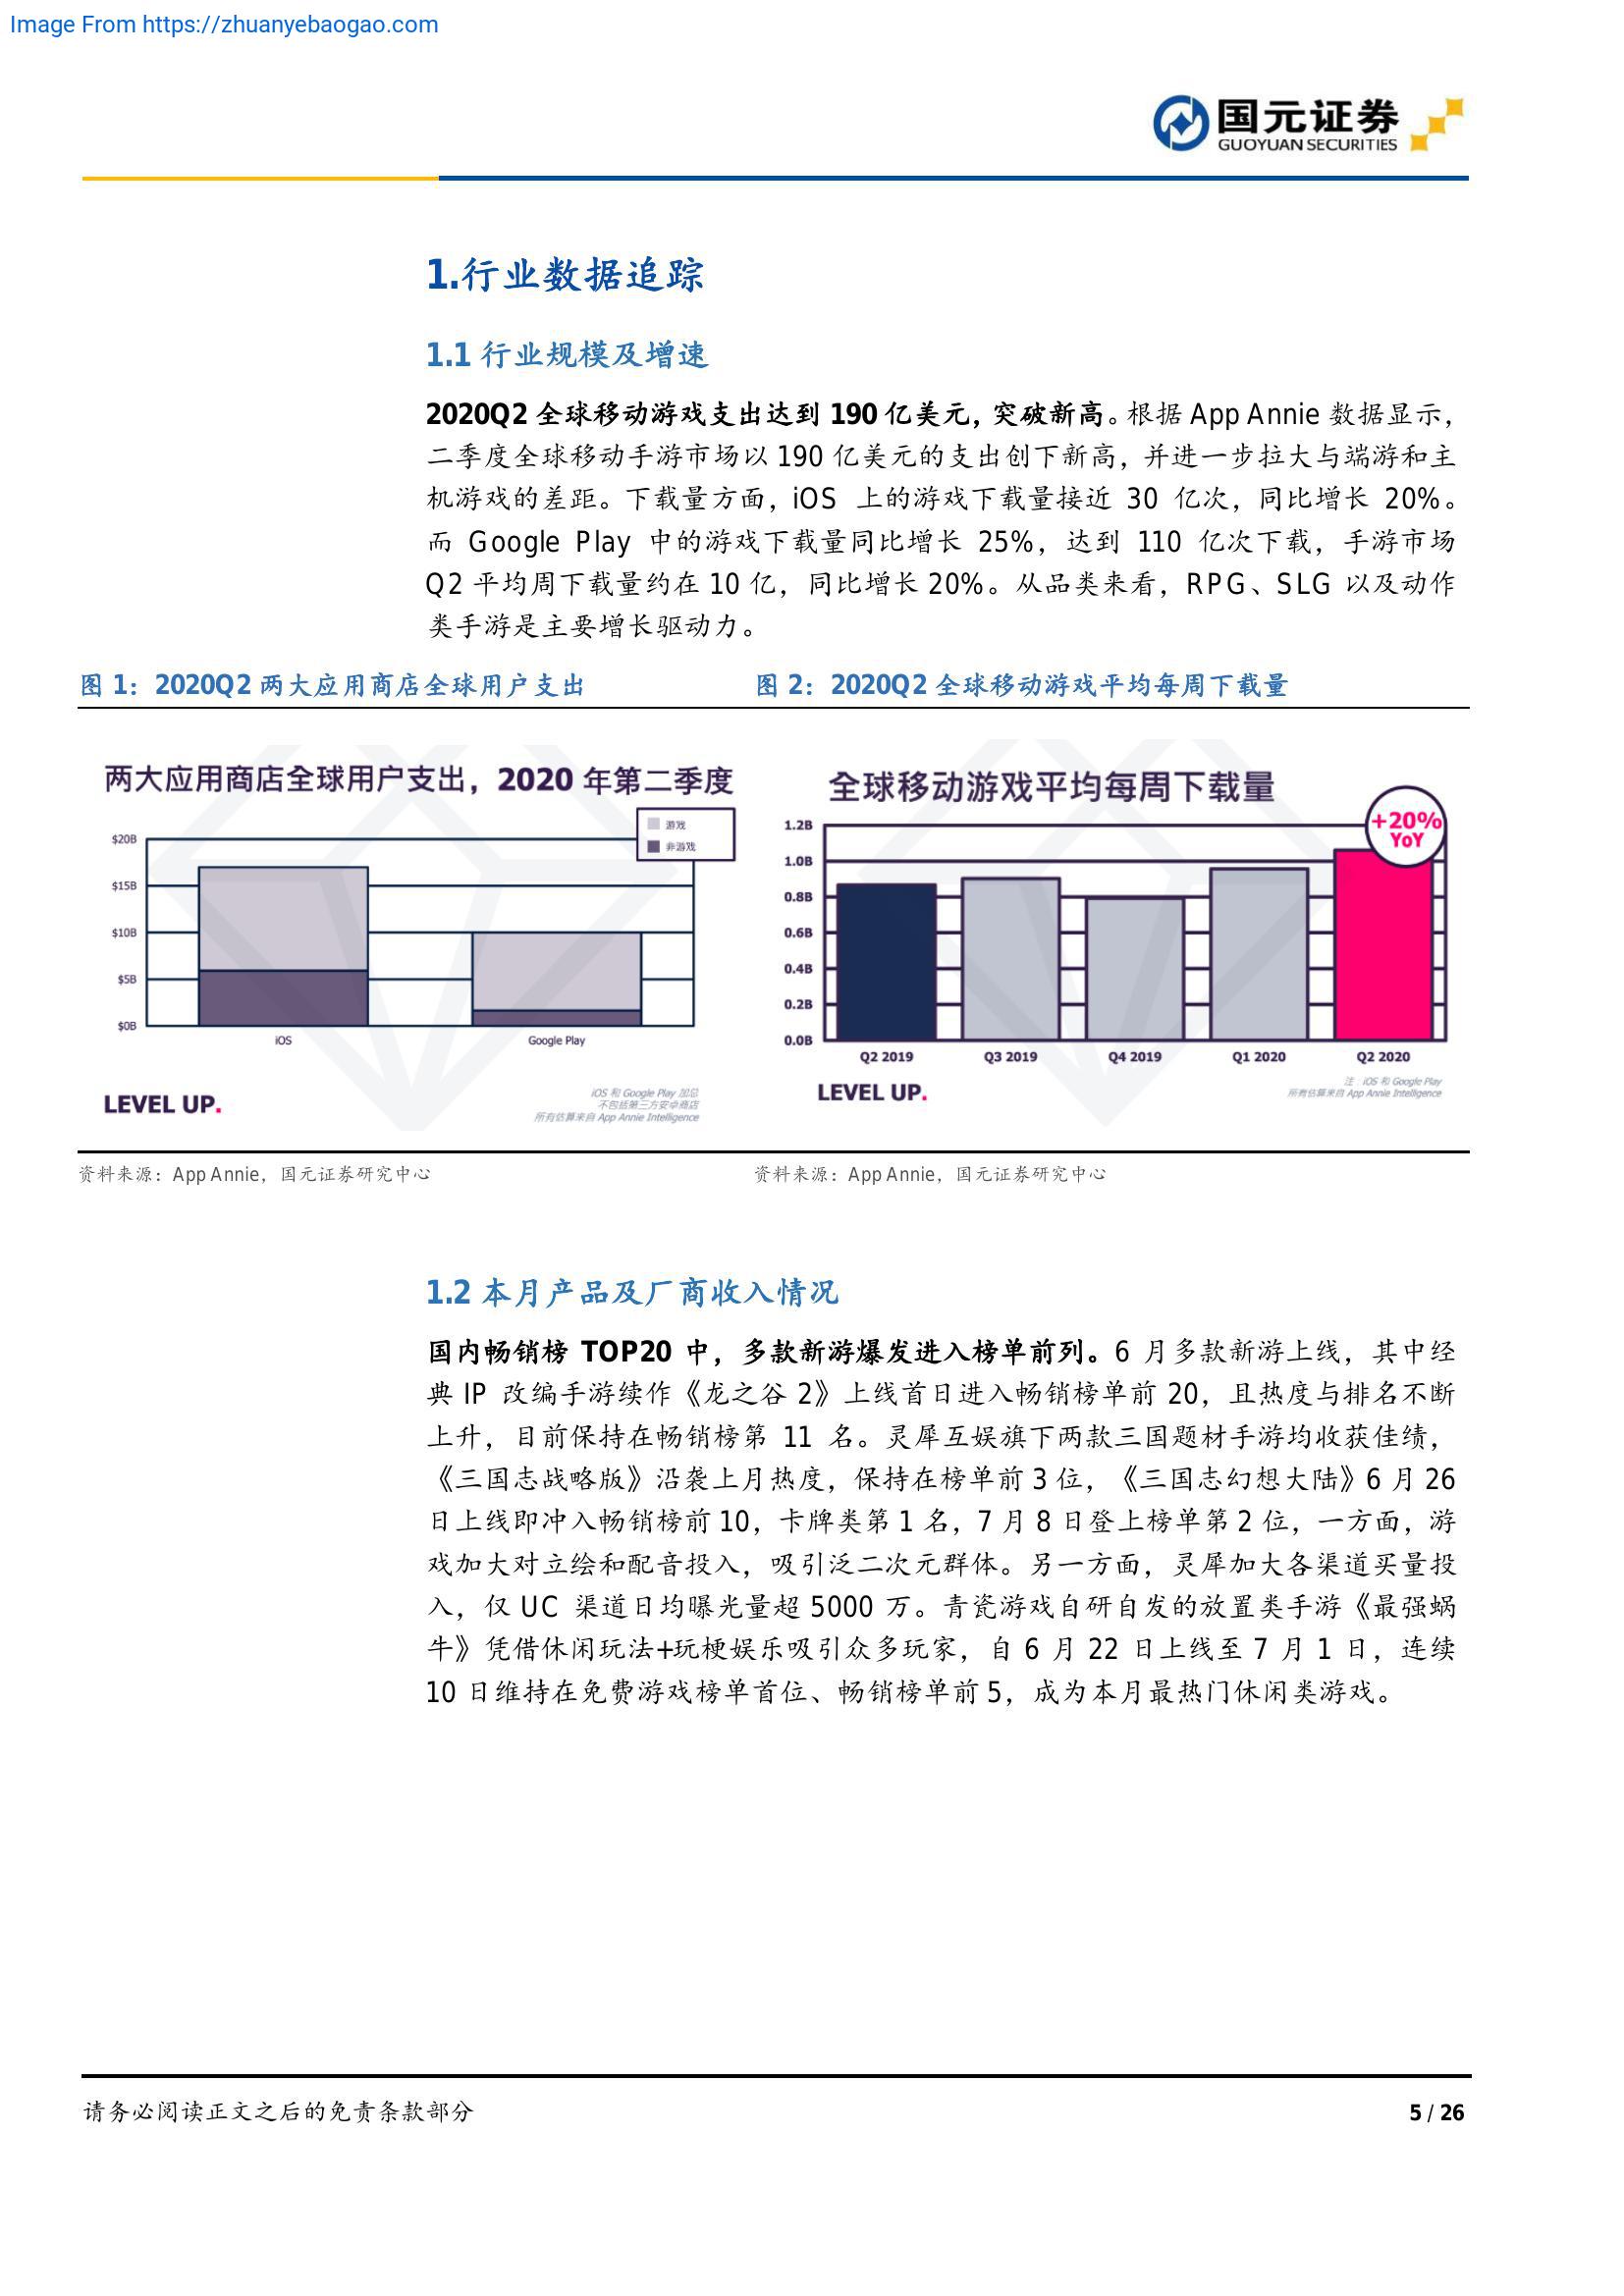 Image From https://zhuanyebaogao.com
国元证券
GUOYUAN SECURITIES
1.行业数据追踪
1.1 行业规模及增速
2020Q2 全球移动游戏支出达到 190 亿美元，突破新高。根据 App Annie 数据显示，
二季度全球移动手游市场以 190 亿美元的支出创下新高，并进一步拉大与端游和主
机游戏的差距。下载量方面，iOS 上的游戏下载量接近 30 亿次，同比增长 20%。
而 Google Play 中的游戏下载量同比增长 25%，达到 110 亿次下载，手游市场
Q2 平均周下载量约在 10 亿，同比增长 20%。从品类来看，RPG、SLG 以及动作
类手游是主要增长驱动力。
图 1：2020Q2 两大应用商店全球用户支出
图 2：2020Q2 全球移动游戏平均每周下载量
两大应用商店全球用户支出，2020 年第二季度
游戏
非游戏
$20B
$15B
$10B
$5B
$0B
iOS
Google Play
LEVEL UP.
iOS 和 Google Play 加总
不包括第三方安卓商店
所有估算来自 App Annie Intelligence
全球移动游戏平均每周下载量
+20%
YoY
1.2B
1.0B
0.8B
0.6B
0.4B
0.2B
0.0B
Q2 2019
Q3 2019
Q4 2019
Q1 2020
Q2 2020
LEVEL UP.
注：iOS 和 Google Play
所有估算来自 App Annie Intelligence
资料来源：App Annie，国元证券研究中心
资料来源：App Annie，国元证券研究中心
1.2 本月产品及厂商收入情况
国内畅销榜 TOP20 中，多款新游爆发进入榜单前列。6 月多款新游上线，其中经
典 IP 改编手游续作《龙之谷 2》上线首日进入畅销榜单前 20，且热度与排名不断
上升，目前保持在畅销榜第 11 名。灵犀互娱旗下两款三国题材手游均收获佳绩，
《三国志战略版》沿袭上月热度，保持在榜单前 3 位，《三国志幻想大陆》6 月 26
日上线即冲入畅销榜前 10，卡牌类第 1 名，7 月 8 日登上榜单第 2 位，一方面，游
戏加大对立绘和配音投入，吸引泛二次元群体。另一方面，灵犀加大各渠道买量投
入，仅 UC 渠道日均曝光量超 5000 万。青瓷游戏自研自发的放置类手游《最强蜗
牛》凭借休闲玩法+玩梗娱乐吸引众多玩家，自 6 月 22 日上线至 7 月 1 日，连续
10 日维持在免费游戏榜单首位、畅销榜单前 5，成为本月最热门休闲类游戏。
请务必阅读正文之后的免责条款部分
5 / 26